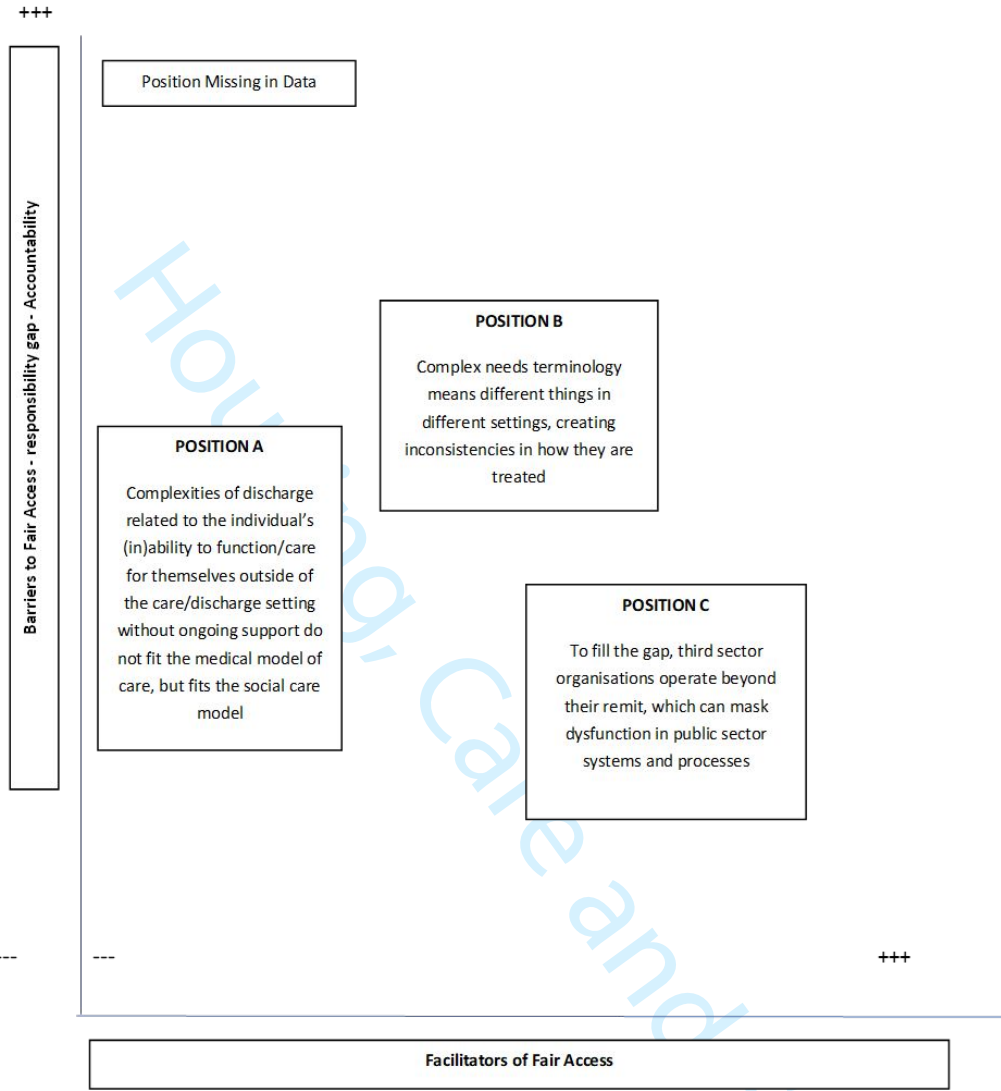 +++
Barriers to Fair Access - responsibility gap - Accountability
Position Missing in Data
POSITION B
Complex needs terminology
means different things in
different settings, creating
inconsistencies in how they are
treated
POSITION A
Complexities of discharge
related to the individual’s
(in)ability to function/care
for themselves outside of
the care/discharge setting
without ongoing support do
not fit the medical model of
care, but fits the social care
model
POSITION C
To fill the gap, third sector
organisations operate beyond
their remit, which can mask
dysfunction in public sector
systems and processes
Housing, Care and
---
---
+++
Facilitators of Fair Access